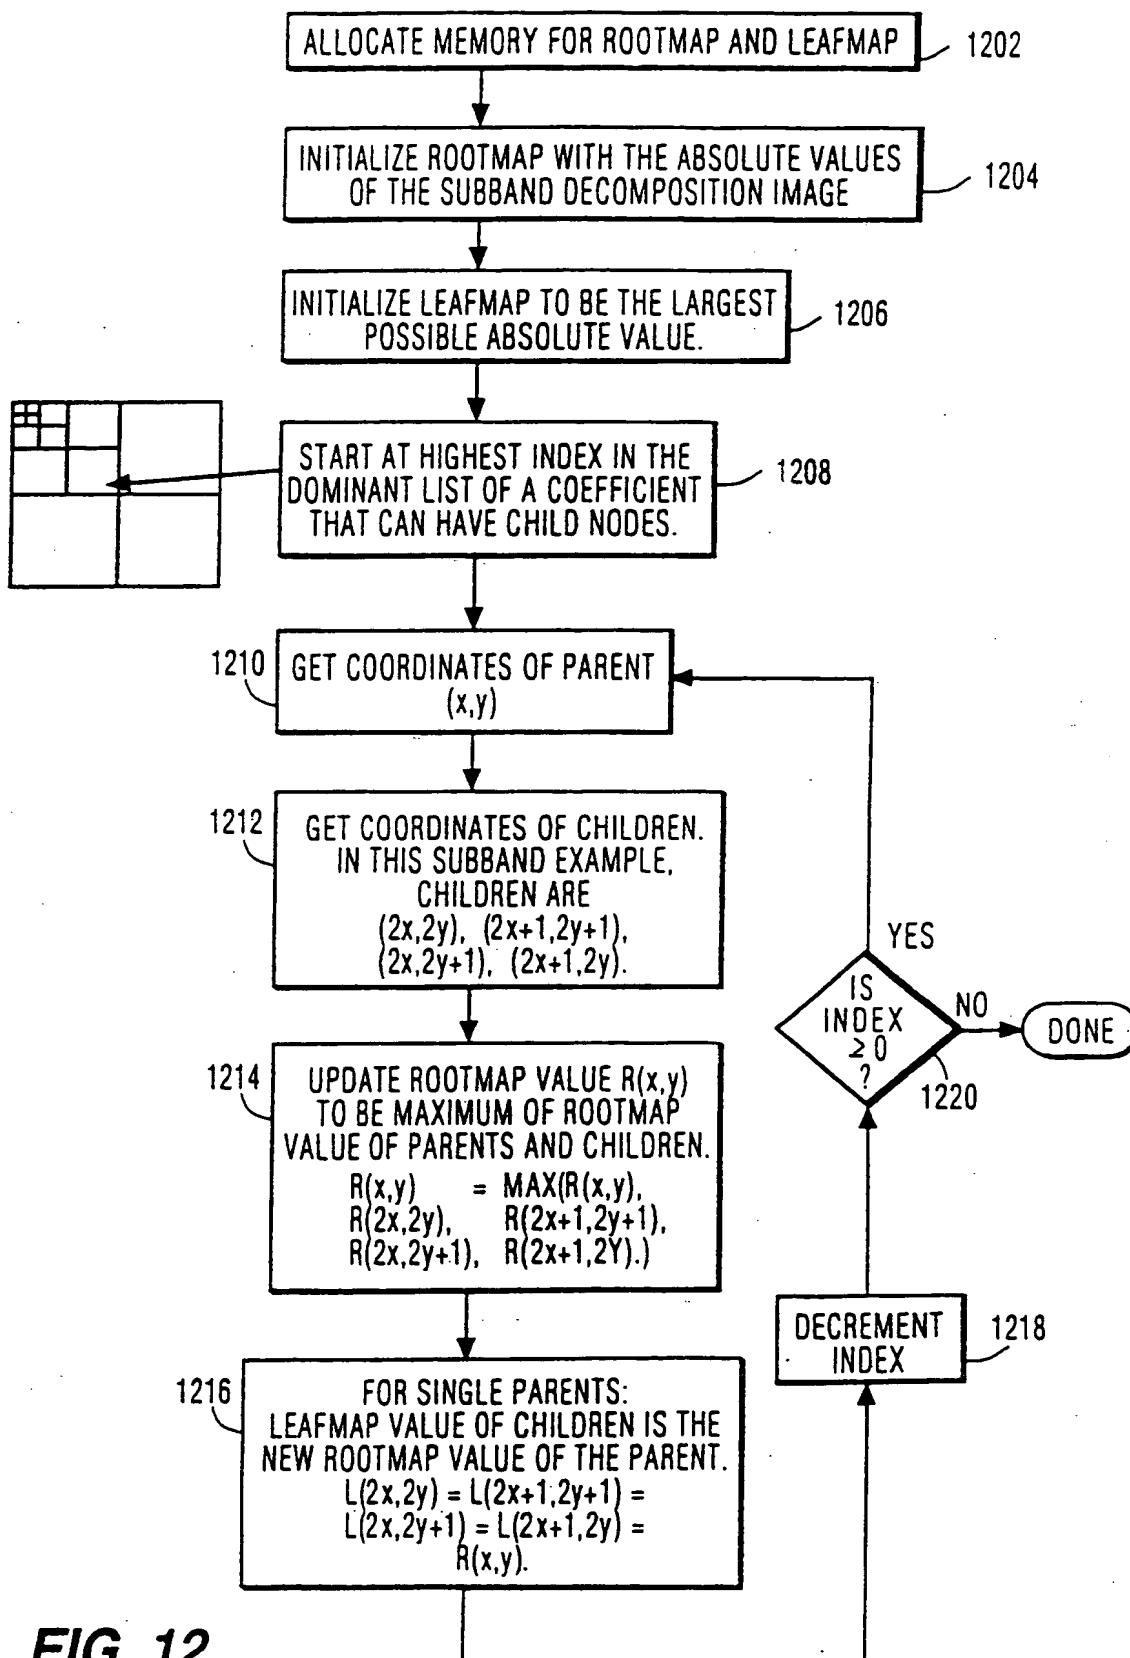 ALLOCATE MEMORY FOR ROOTMAP AND LEAFMAP
1202
INITIALIZE ROOTMAP WITH THE ABSOLUTE VALUES
OF THE SUBBAND DECOMPOSITION IMAGE
1204
INITIALIZE LEAFMAP TO BE THE LARGEST
POSSIBLE ABSOLUTE VALUE.
1206
START AT HIGHEST INDEX IN THE
DOMINANT LIST OF A COEFFICIENT
THAT CAN HAVE CHILD NODES.
1208
1210
GET COORDINATES OF PARENT
(x,y)
1212
GET COORDINATES OF CHILDREN.
IN THIS SUBBAND EXAMPLE,
CHILDREN ARE
(2x,2y), (2x+1,2y+1),
(2x,2y+1), (2x+1,2y).
YES
IS
INDEX
≥0
?
NO
DONE
1220
1214
UPDATE ROOTMAP VALUE R(x,y)
TO BE MAXIMUM OF ROOTMAP
VALUE OF PARENTS AND CHILDREN.
R(x,y) = MAX(R(x,y),
R(2x,2y), R(2x+1,2y+1),
R(2x,2y+1), R(2x+1,2Y).)
DECREMENT
INDEX
1218
1216
FOR SINGLE PARENTS:
LEAFMAP VALUE OF CHILDREN IS THE
NEW ROOTMAP VALUE OF THE PARENT.
L(2x,2y) = L(2x+1,2y+1) =
L(2x,2y+1) = L(2x+1,2y) =
R(x,y).
FIG. 12